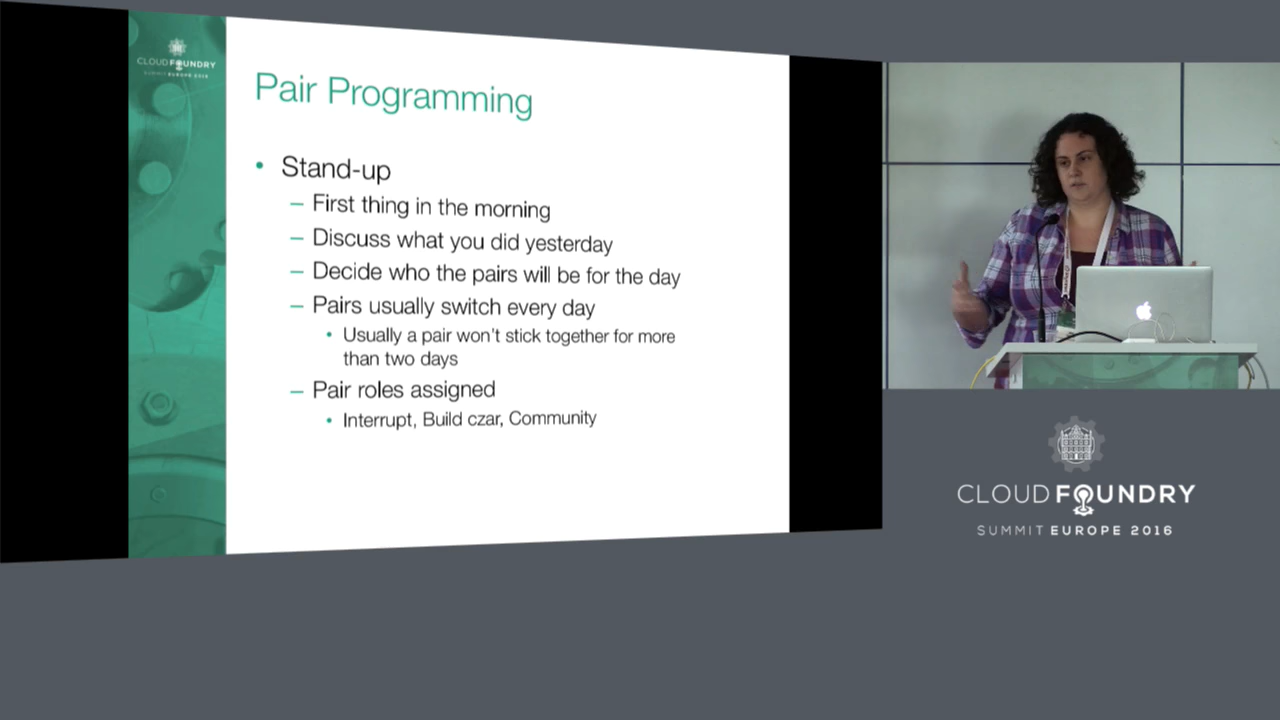 CLOUD FOUNDRY
SUMMIT EUROPE 2016
Pair Programming
• Stand-up
– First thing in the morning
– Discuss what you did yesterday
– Decide who the pairs will be for the day
– Pairs usually switch every day
• Usually a pair won't stick together for more
than two days
– Pair roles assigned
• Interrupt, Build czar, Community
CLOUD FOUNDRY
SUMMIT EUROPE 2016